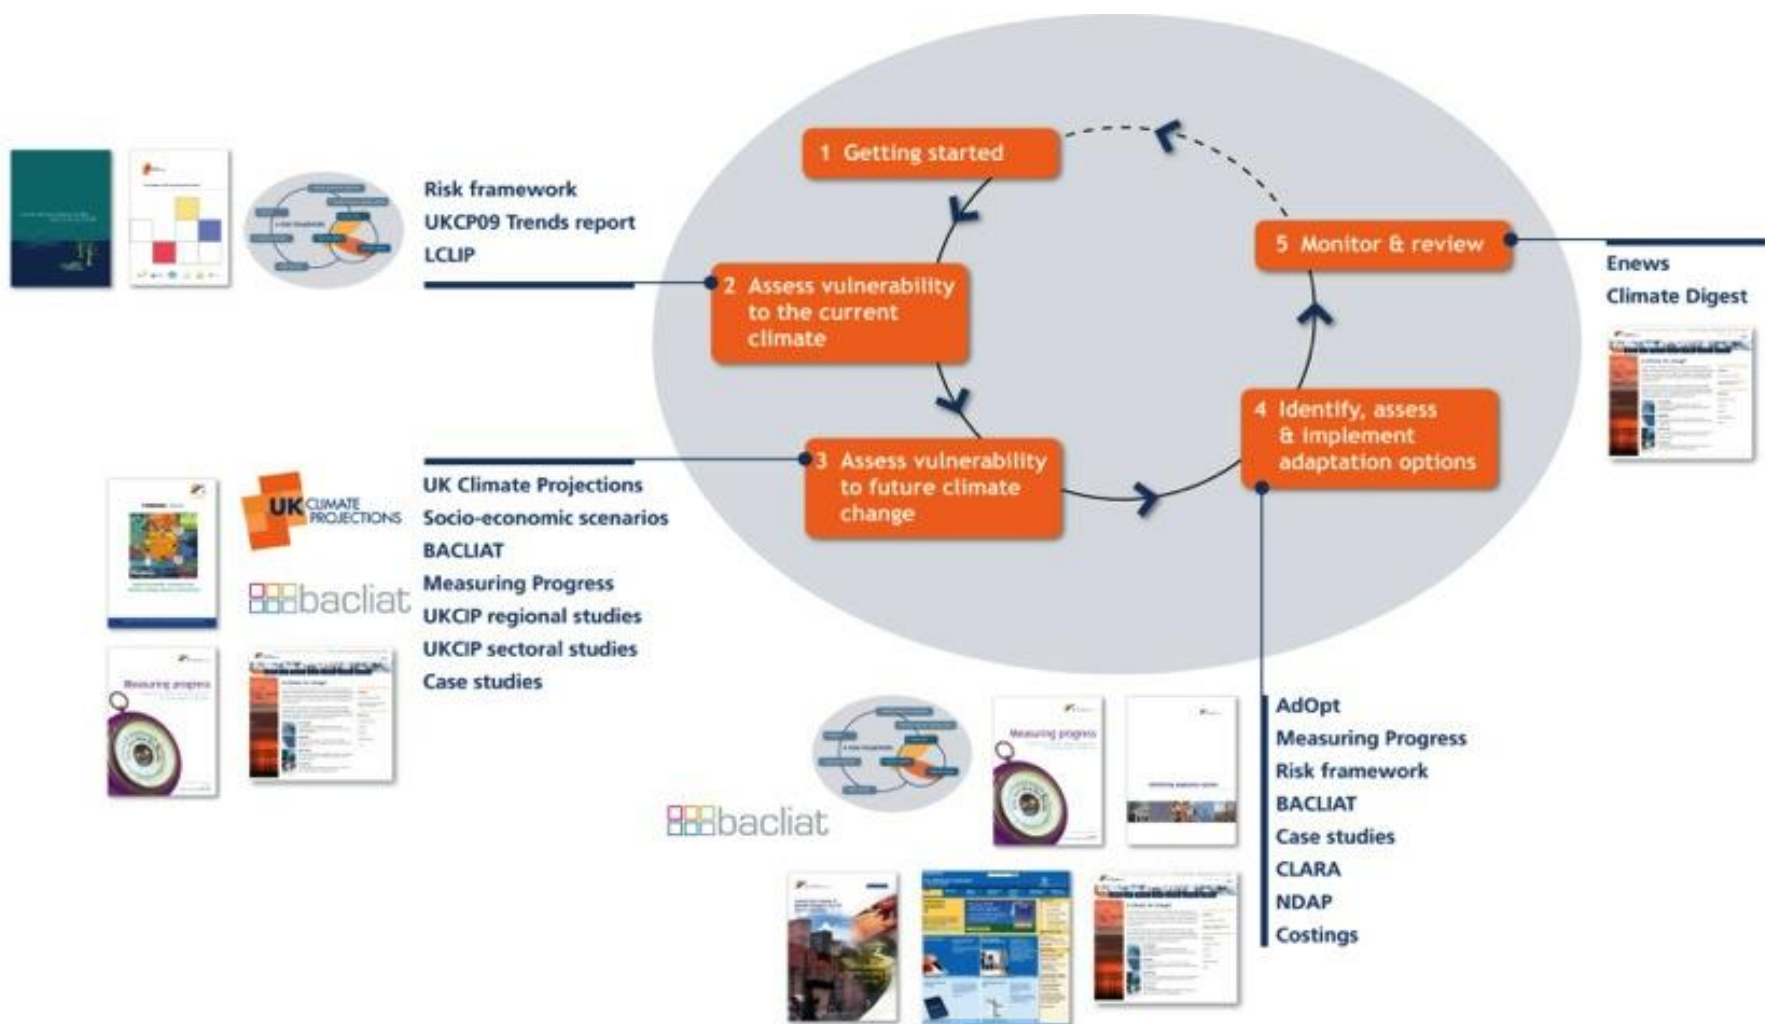 1 Getting started
2 Assess vulnerability
to the current
climate
3 Assess vulnerability
to future climate
change
4 Identify, assess
& implement
adaptation options
5 Monitor & review
Risk framework
UKCP09 Trends report
LCLIP
UK Climate Projections
Socio-economic scenarios
BACLIAT
Measuring Progress
UKCIP regional studies
UKCIP sectoral studies
Case studies
UK CLIMATE
PROJECTIONS
bacliat
Measuring progress
Enews
Climate Digest
AdOpt
Measuring Progress
Risk framework
BACLIAT
Case studies
CLARA
NDAP
Costings
Measuring progress
bacliat